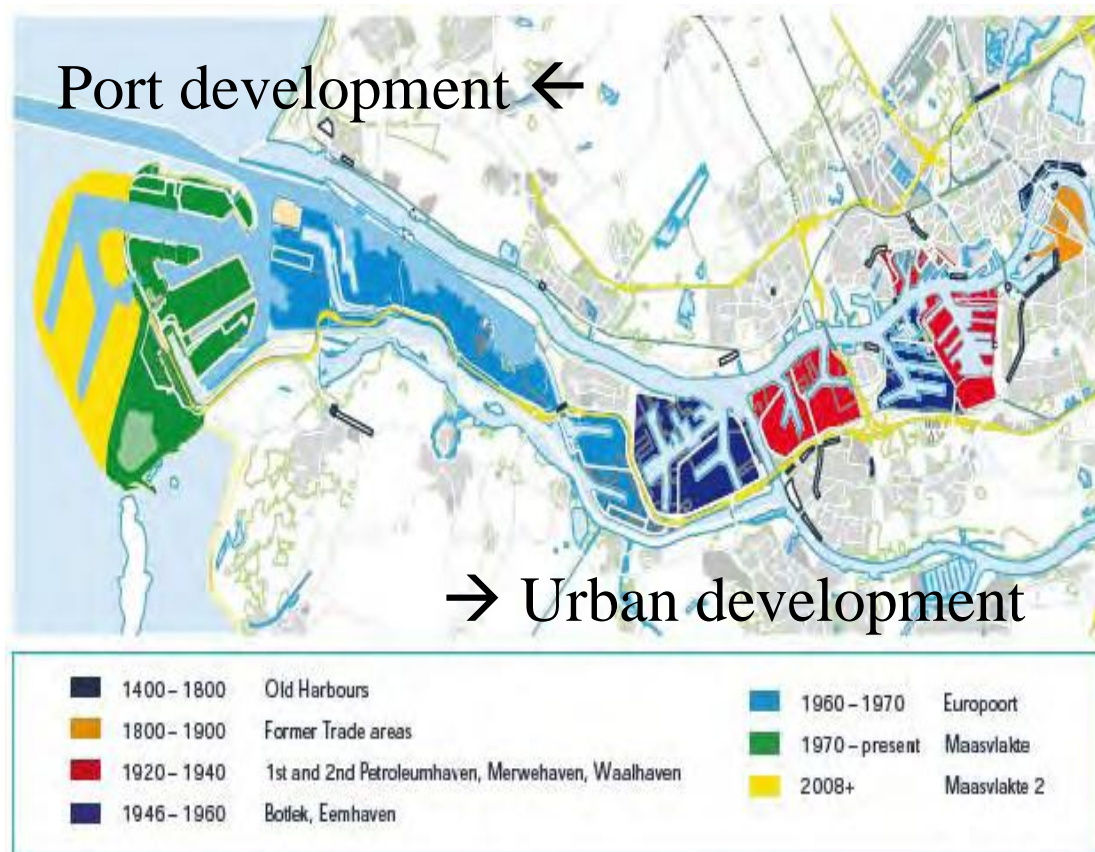 Port development ←
→ Urban development
1400 – 1800 Old Harbours
1800 – 1900 Former Trade areas
1920 – 1940 1st and 2nd Petroleumhaven, Merwehaven, Waalhaven
1946 – 1960 Botlek, Eemhaven
1960 – 1970 Europoort
1970 – present Maasvlakte
2008+ Maasvlakte 2